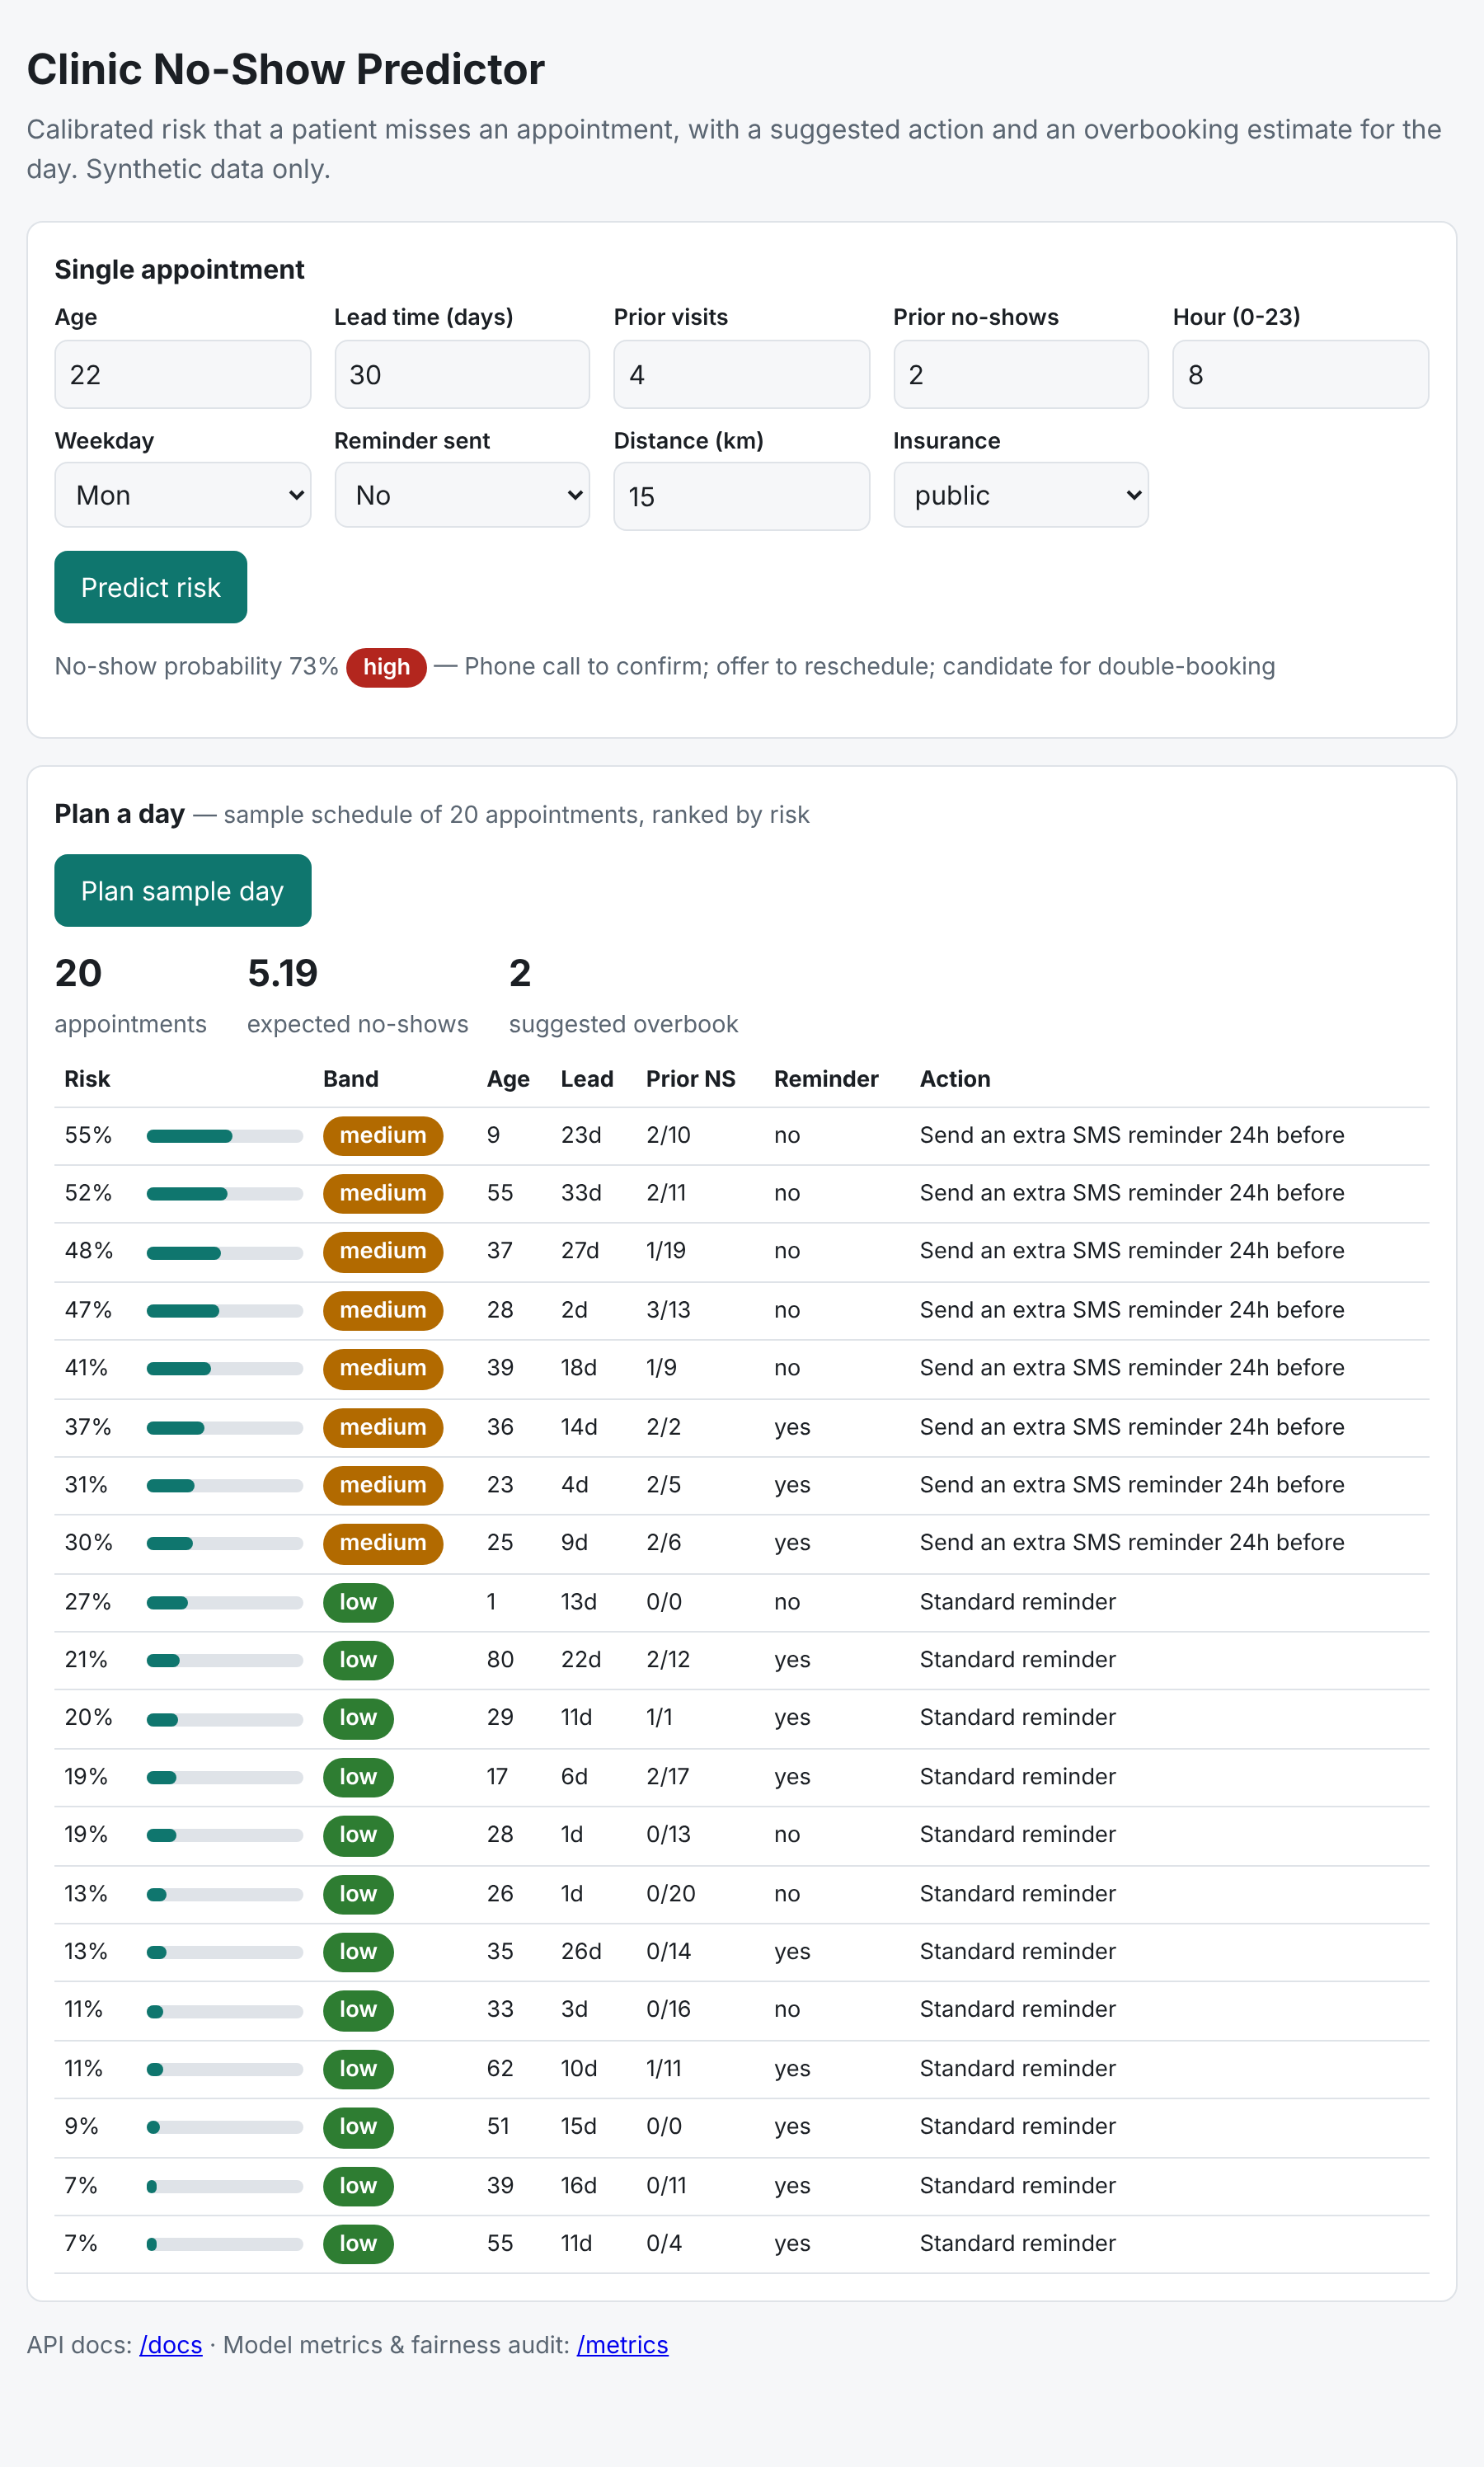 Clinic No-Show Predictor
Calibrated risk that a patient misses an appointment, with a suggested action and an overbooking estimate for the
day. Synthetic data only.
Single appointment
Age Lead time (days) Prior visits Prior no-shows Hour (0-23)
22 30 4 2 8
Weekday Reminder sent Distance (km) Insurance
Mon No 15 public
Predict risk
No-show probability 73% high — Phone call to confirm; offer to reschedule; candidate for double-booking
Plan a day — sample schedule of 20 appointments, ranked by risk
Plan sample day
20 5.19 2
appointments expected no-shows suggested overbook
Risk Band Age Lead Prior NS Reminder Action
55% medium 9 23d 2/10 no Send an extra SMS reminder 24h before
52% medium 55 33d 2/11 no Send an extra SMS reminder 24h before
48% medium 37 27d 1/19 no Send an extra SMS reminder 24h before
47% medium 28 2d 3/13 no Send an extra SMS reminder 24h before
41% medium 39 18d 1/9 no Send an extra SMS reminder 24h before
37% medium 36 14d 2/2 yes Send an extra SMS reminder 24h before
31% medium 23 4d 2/5 yes Send an extra SMS reminder 24h before
30% medium 25 9d 2/6 yes Send an extra SMS reminder 24h before
27% low 1 13d 0/0 no Standard reminder
21% low 80 22d 2/12 yes Standard reminder
20% low 29 11d 1/1 yes Standard reminder
19% low 17 6d 2/17 yes Standard reminder
19% low 28 1d 0/13 no Standard reminder
13% low 26 1d 0/20 no Standard reminder
13% low 35 26d 0/14 yes Standard reminder
11% low 33 3d 0/16 no Standard reminder
11% low 62 10d 1/11 yes Standard reminder
9% low 51 15d 0/0 yes Standard reminder
7% low 39 16d 0/11 yes Standard reminder
7% low 55 11d 0/4 yes Standard reminder
API docs: /docs · Model metrics & fairness audit: /metrics